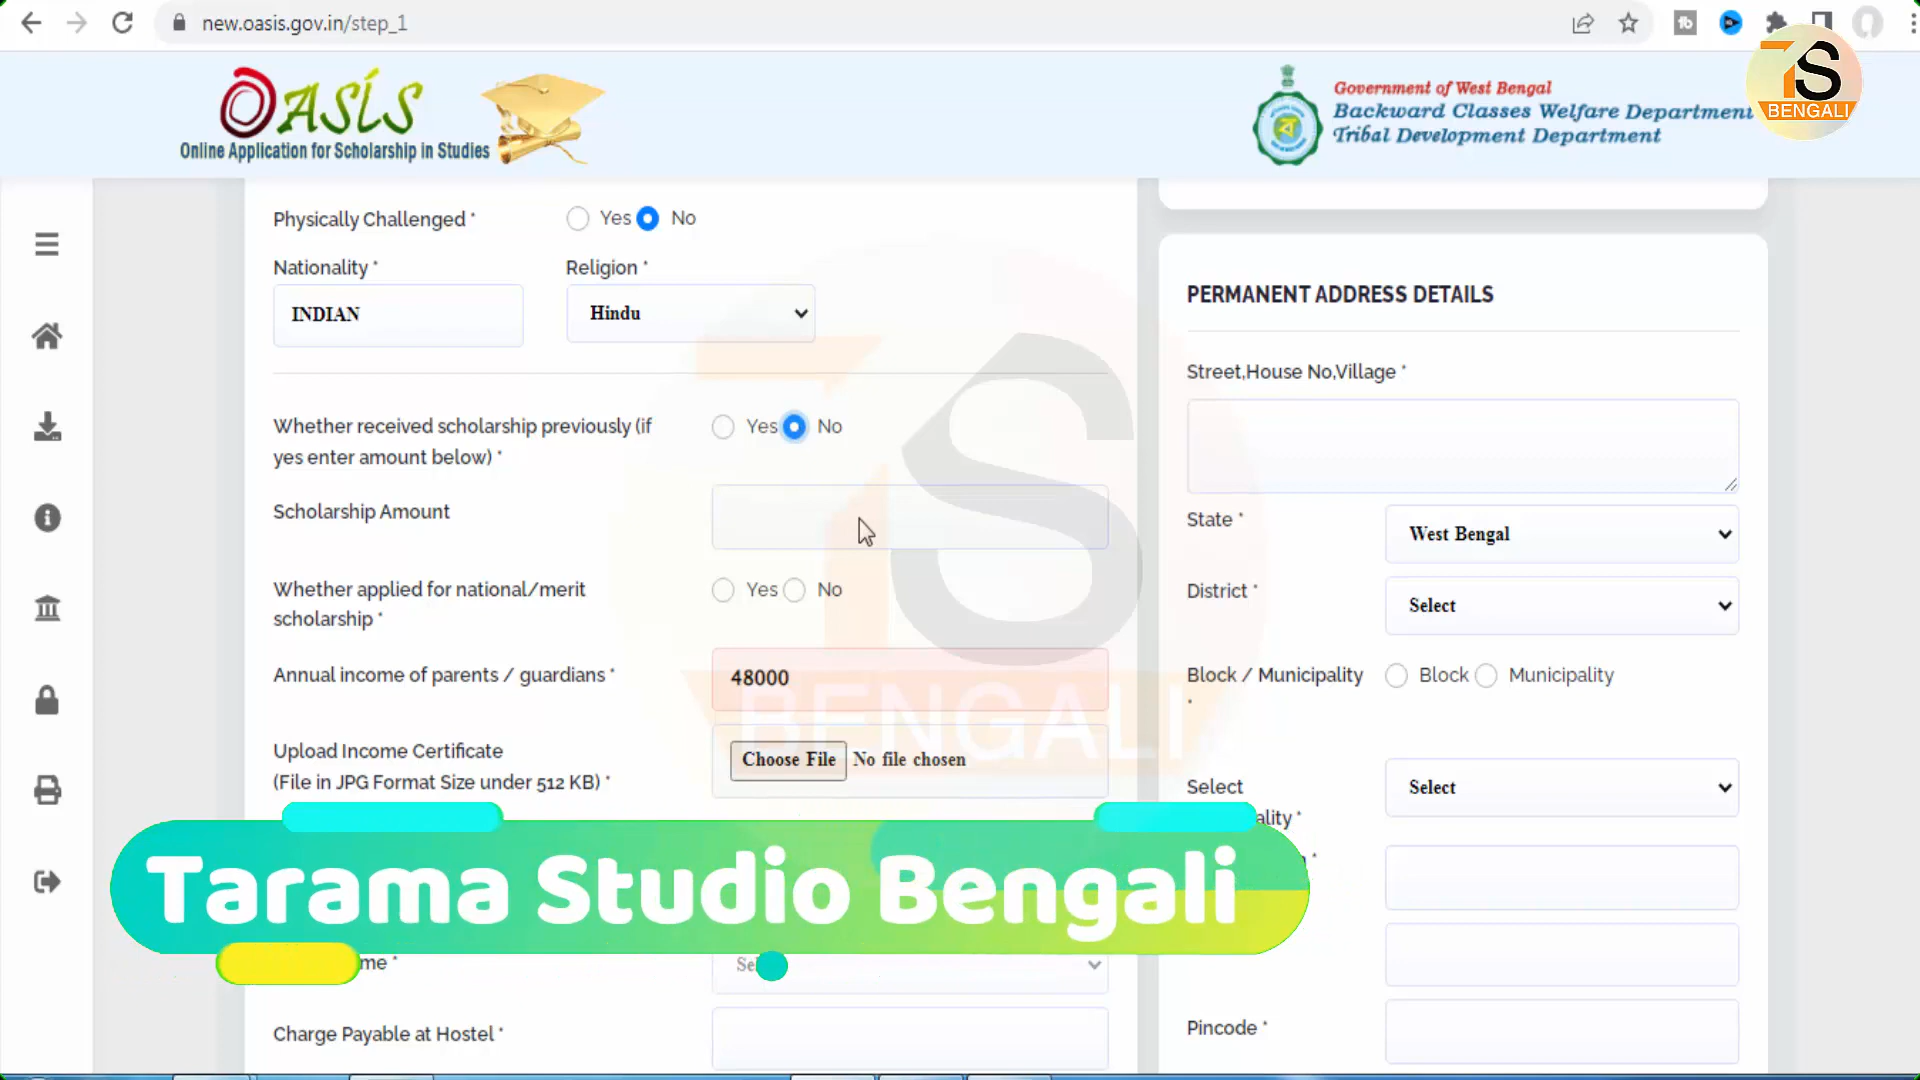 new.oasis.gov.in/step_1
OASIS
Online Application for Scholarship in Studies
Government of West Bengal
Backward Classes Welfare Department
Tribal Development Department
TS
BENGALI
Physically Challenged *
Yes No
Nationality *
Religion *
INDIAN
Hindu
Whether received scholarship previously (if
yes enter amount below) *
Yes No
Scholarship Amount
Whether applied for national/merit
scholarship *
Yes No
Annual income of parents / guardians *
48000
Upload Income Certificate
(File in JPG Format Size under 512 KB) *
Choose File No file chosen
Charge Payable at Hostel *
PERMANENT ADDRESS DETAILS
Street,House No,Village *
State *
West Bengal
District *
Select
Block / Municipality
*
Block Municipality
Select
Select
Pincode *
BENGALI
Tarama Studio Bengali